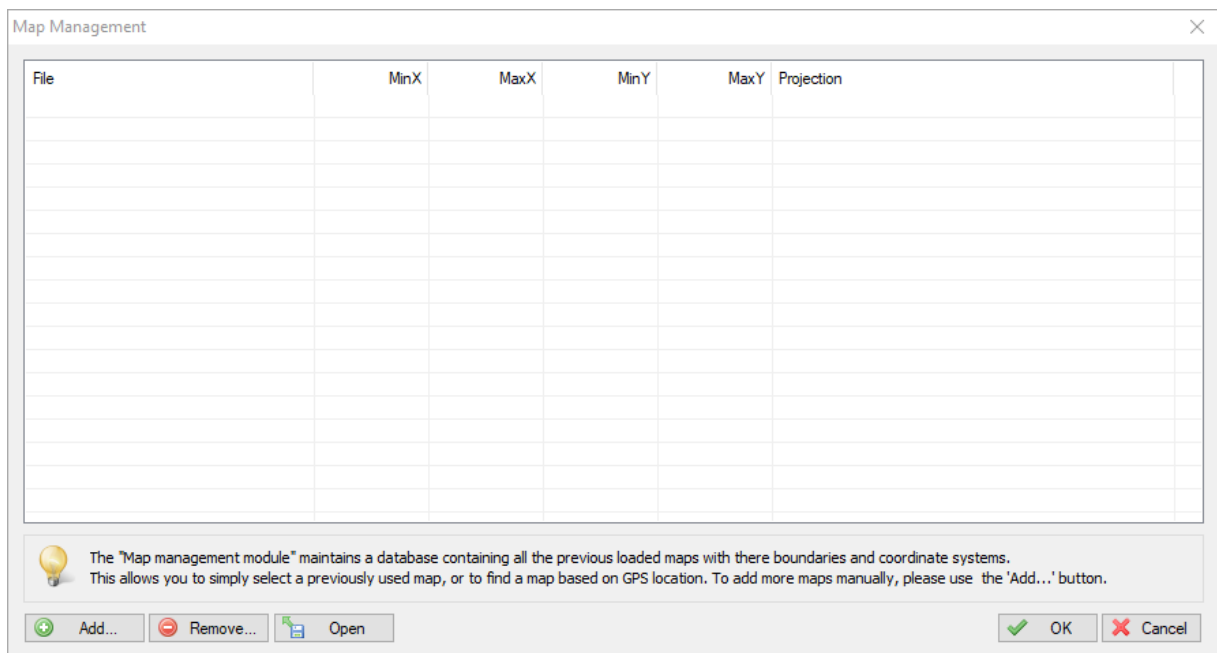 Map Management
File MinX MaxX MinY MaxY Projection
The "Map management module" maintains a database containing all the previous loaded maps with there boundaries and coordinate systems.
This allows you to simply select a previously used map, or to find a map based on GPS location. To add more maps manually, please use the 'Add...' button.
Add... Remove... Open OK Cancel